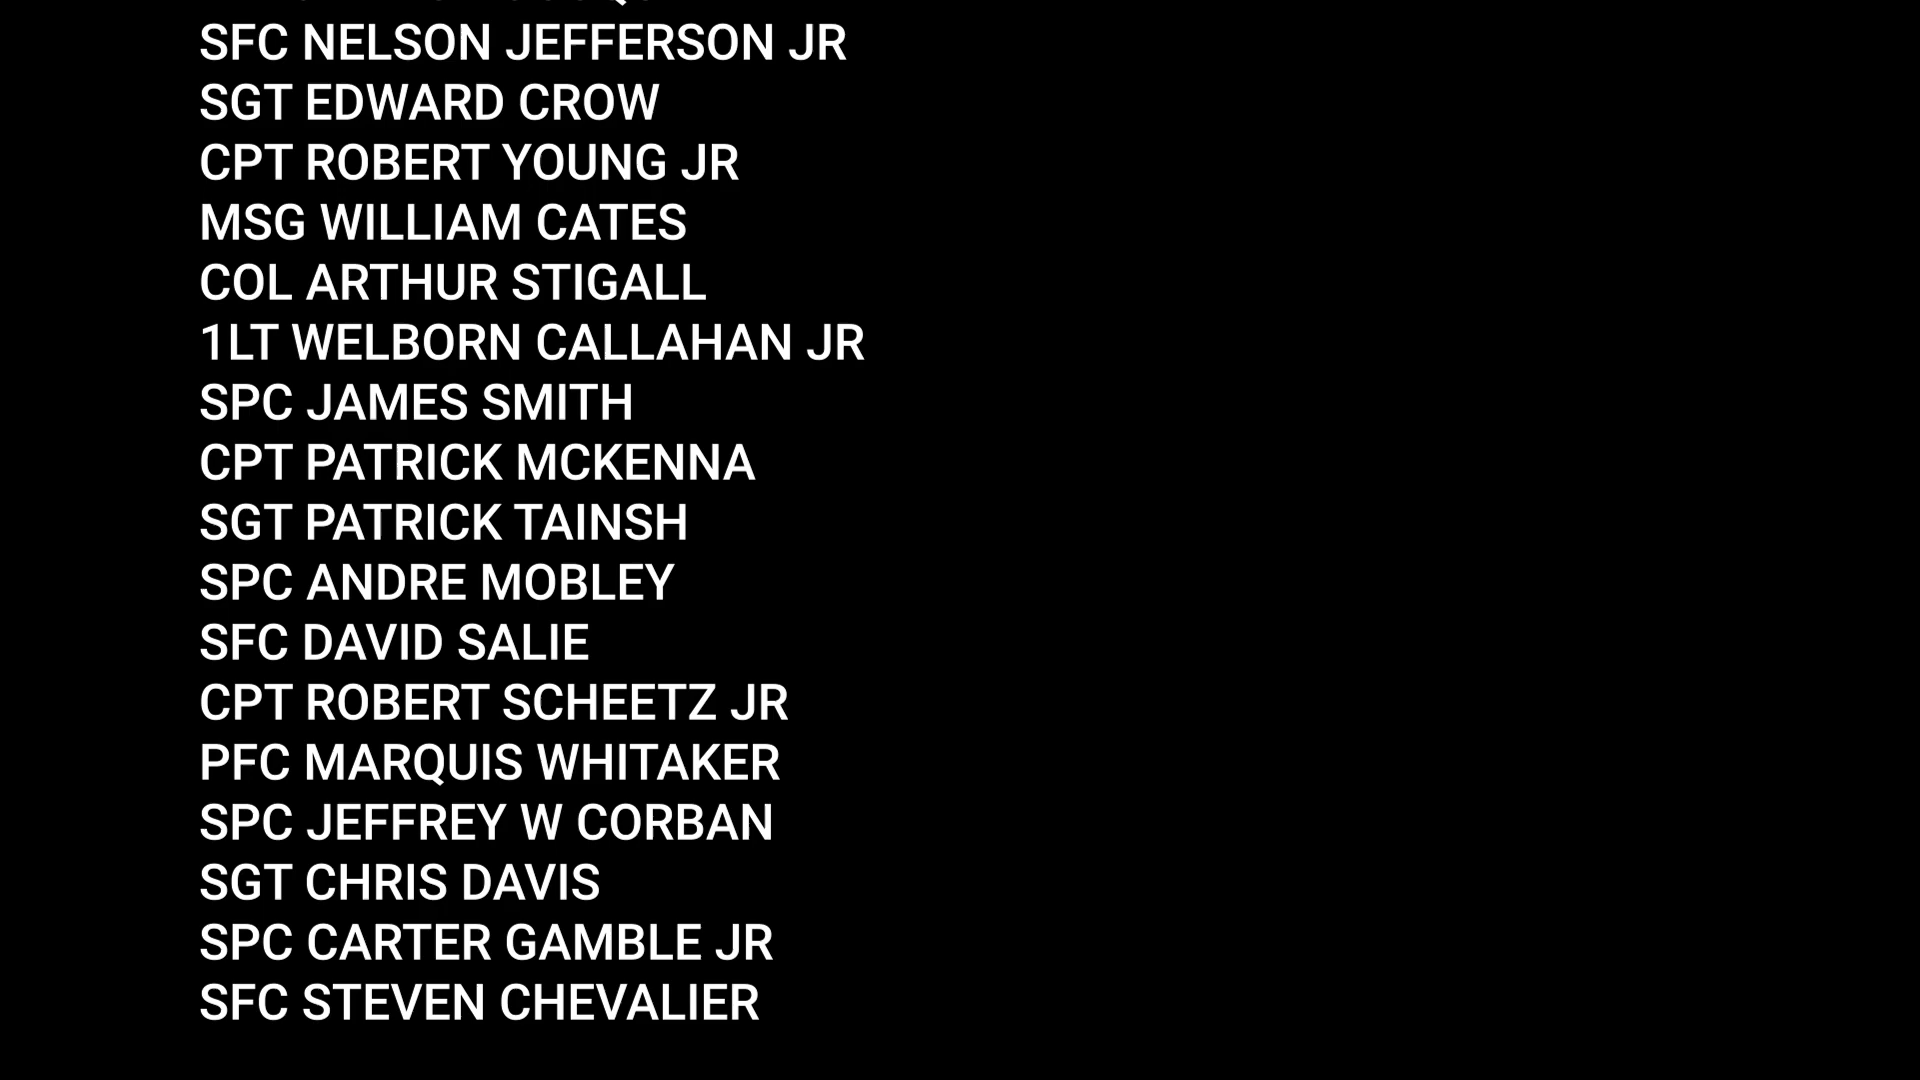 SFC NELSON JEFFERSON JR
SGT EDWARD CROW
CPT ROBERT YOUNG JR
MSG WILLIAM CATES
COL ARTHUR STIGALL
1LT WELBORN CALLAHAN JR
SPC JAMES SMITH
CPT PATRICK MCKENNA
SGT PATRICK TAINSH
SPC ANDRE MOBLEY
SFC DAVID SALIE
CPT ROBERT SCHEETZ JR
PFC MARQUIS WHITAKER
SPC JEFFREY W CORBAN
SGT CHRIS DAVIS
SPC CARTER GAMBLE JR
SFC STEVEN CHEVALIER